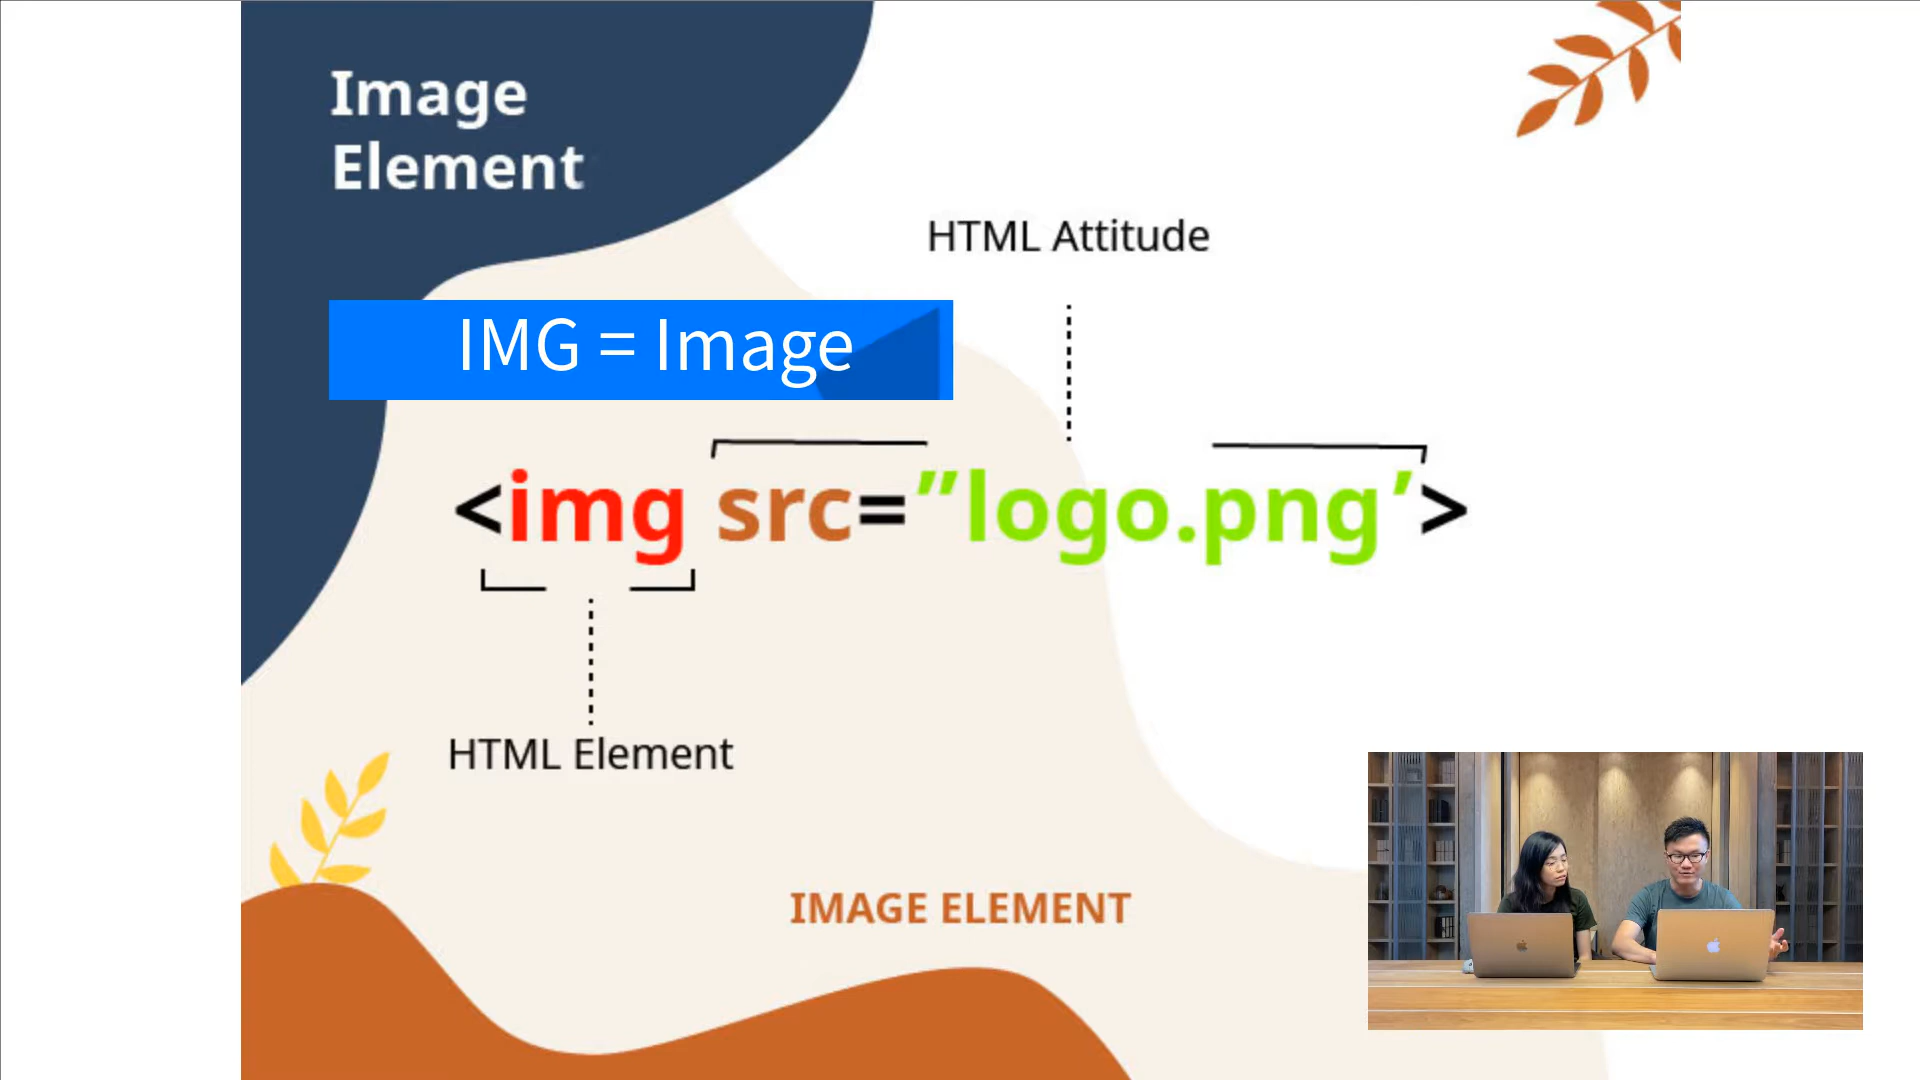 Image
Element
HTML Attitude
IMG = Image
<img src=”logo.png’>
HTML Element
IMAGE ELEMENT